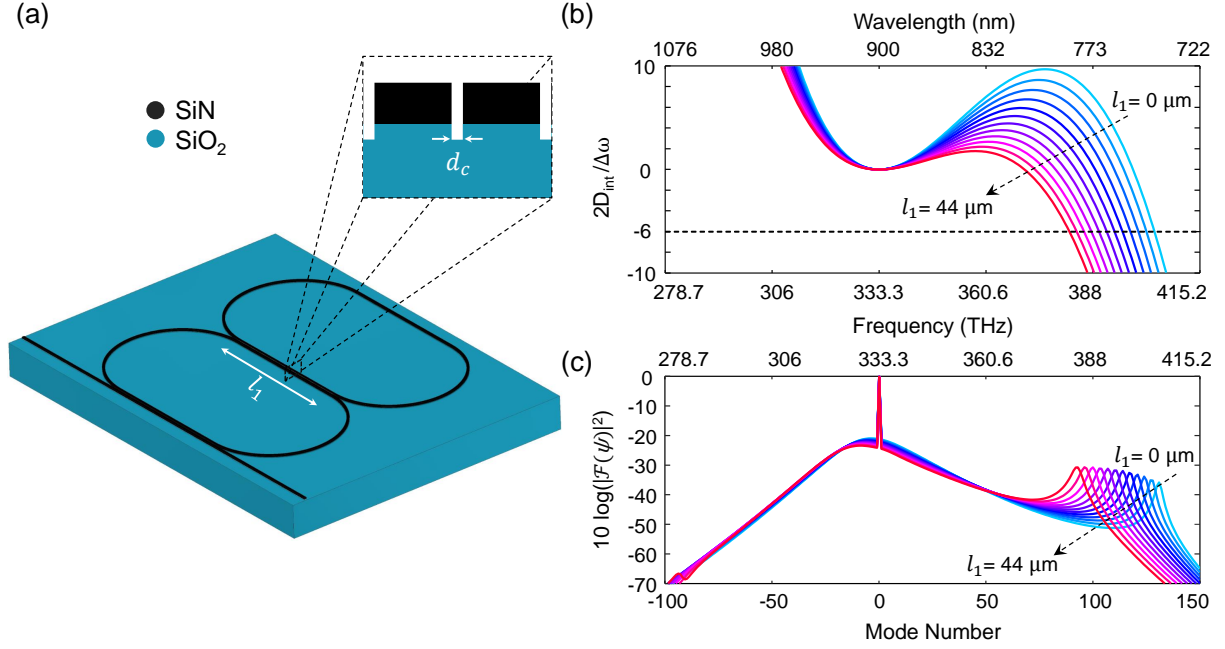 (a)
SiN
SiO₂
d_c
l₁
(b)
Wavelength (nm)
1076 980 900 832 773 722
10
0
-6
-10
2D_int/Δω
l₁= 0 μm
l₁= 44 μm
278.7 306 333.3 360.6 388 415.2
Frequency (THz)
(c)
278.7 306 333.3 360.6 388 415.2
0
-10
-20
-30
-40
-50
-60
-70
10 log(|ℱ(ψ)|²)
l₁= 0 μm
l₁= 44 μm
-100 -50 0 50 100 150
Mode Number